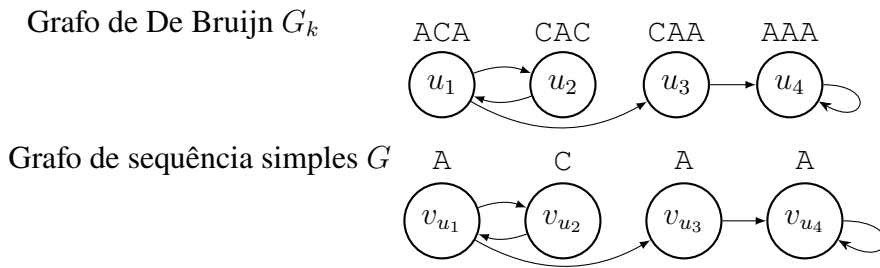 Grafo de De Bruijn $G_k$ ACA CAC CAA AAA
$u_1$ $u_2$ $u_3$ $u_4$
Grafo de sequência simples $G$ A C A A
$v_{u_1}$ $v_{u_2}$ $v_{u_3}$ $v_{u_4}$